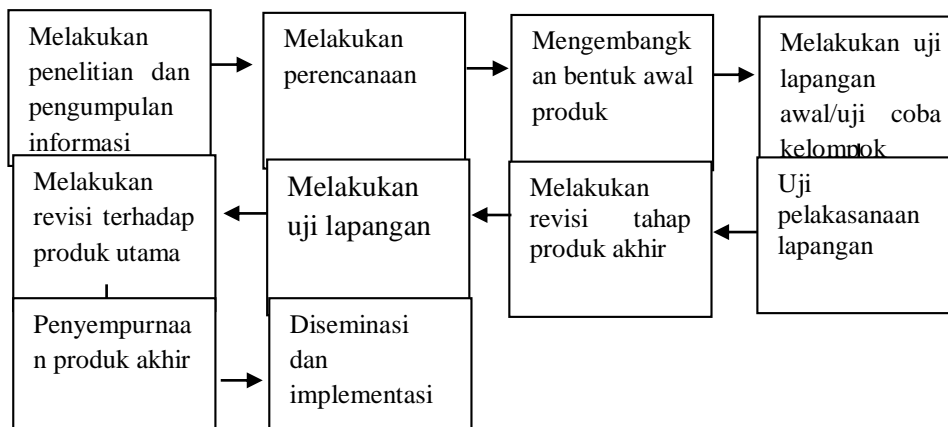 Melakukan
penelitian dan
pengumpulan
informasi
Melakukan
perencanaan
Mengembangk
an bentuk awal
produk
Melakukan uji
lapangan
awal/uji coba
kelompok
Uji
pelakasanaan
lapangan
Melakukan
revisi tahap
produk akhir
Melakukan
uji lapangan
Melakukan
revisi terhadap
produk utama
Penyempurnaa
n produk akhir
Diseminasi
dan
implementasi